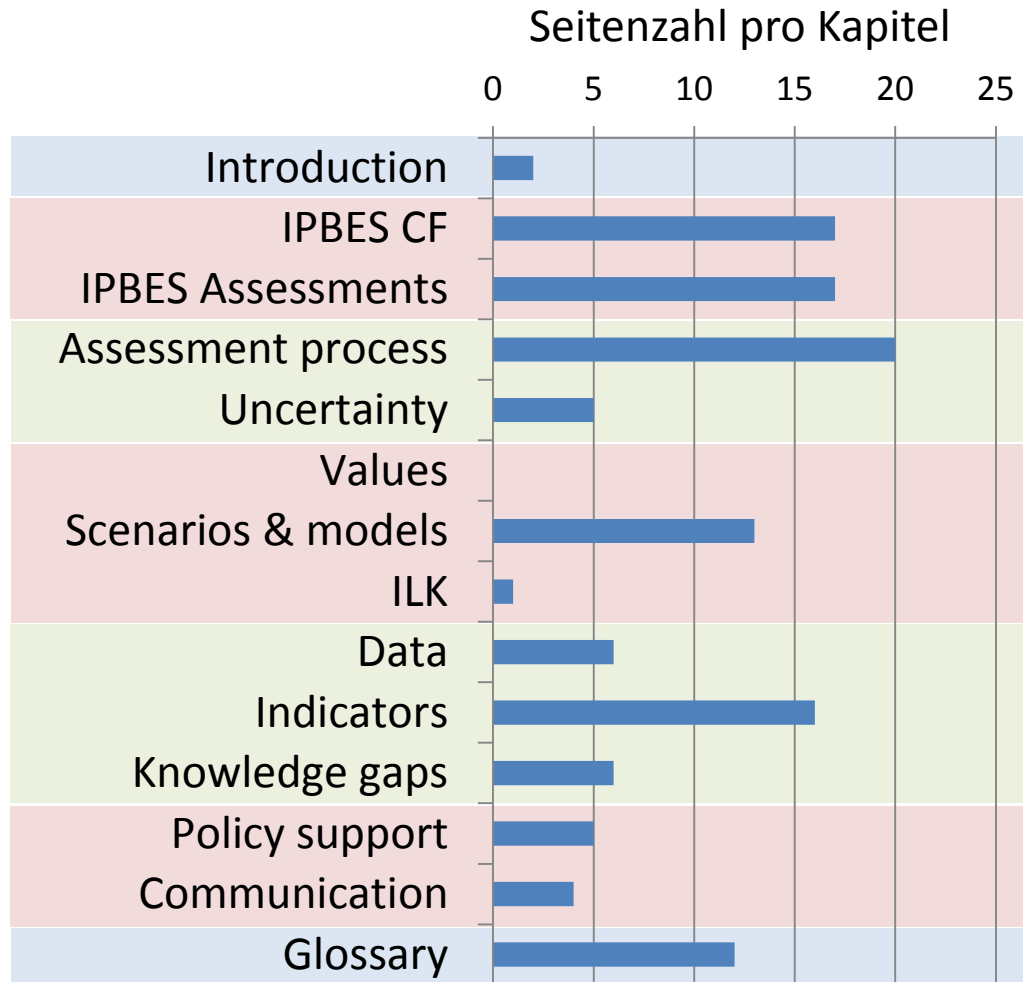 Seitenzahl pro Kapitel
0 5 10 15 20 25
Introduction
IPBES CF
IPBES Assessments
Assessment process
Uncertainty
Values
Scenarios & models
ILK
Data
Indicators
Knowledge gaps
Policy support
Communication
Glossary